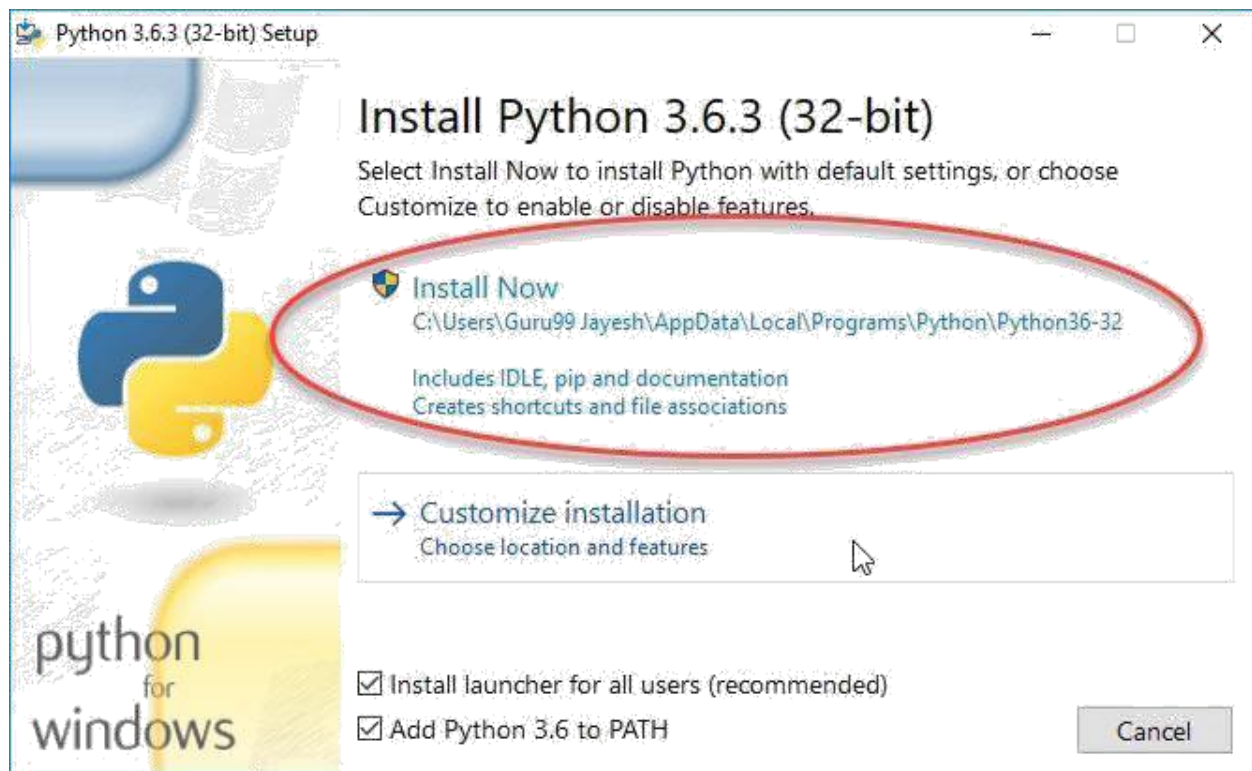 Python 3.6.3 (32-bit) Setup
Install Python 3.6.3 (32-bit)
Select Install Now to install Python with default settings, or choose
Customize to enable or disable features.
Install Now
C:\Users\Guru99 Jayesh\AppData\Local\Programs\Python\Python36-32
Includes IDLE, pip and documentation
Creates shortcuts and file associations
Customize installation
Choose location and features
python
for
windows
Install launcher for all users (recommended)
Add Python 3.6 to PATH
Cancel